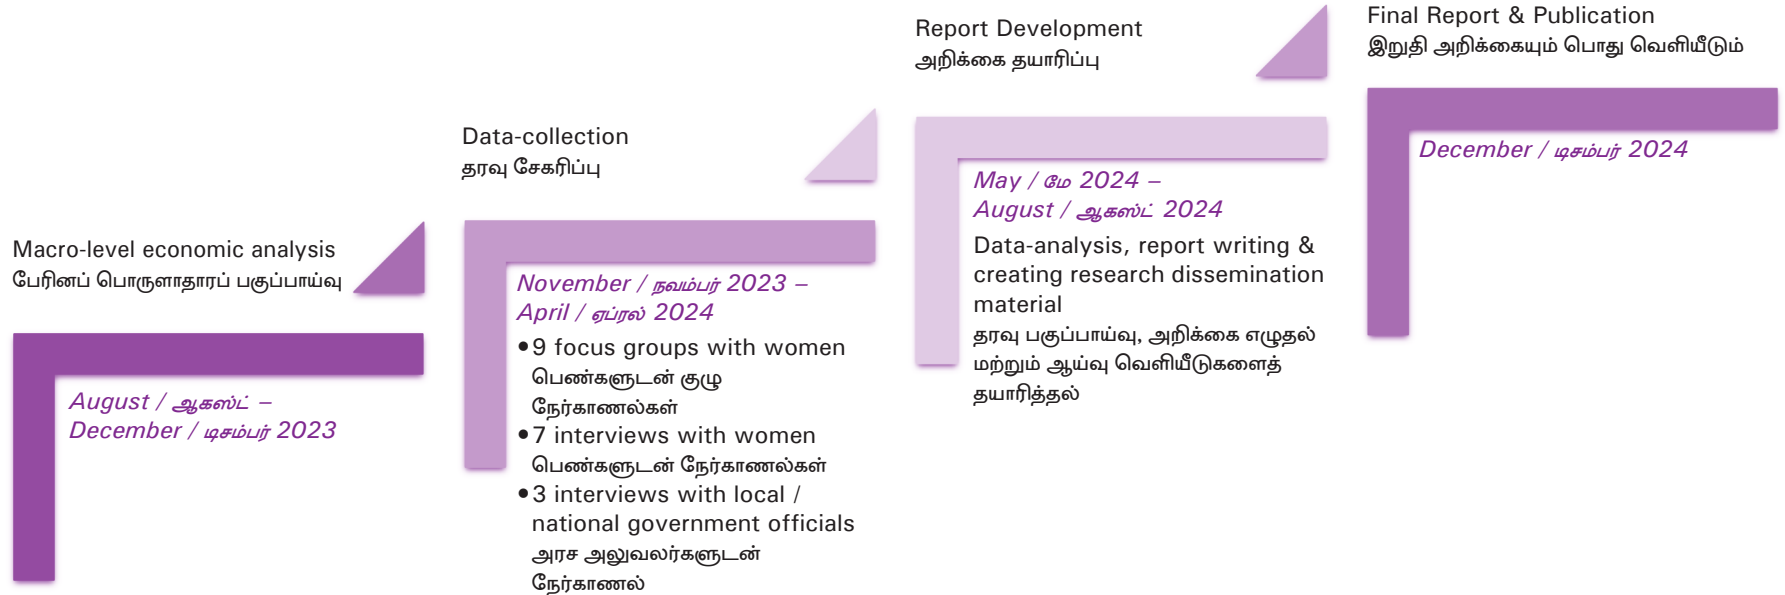 Macro-level economic analysis
பேரினப் பொருளாதாரப் பகுப்பாய்வு
August / ஆகஸ்ட் –
December / டிசம்பர் 2023
Data-collection
தரவு சேகரிப்பு
November / நவம்பர் 2023 –
April / ஏப்ரல் 2024
•9 focus groups with women
பெண்களுடன் குழு
நேர்காணல்கள்
•7 interviews with women
பெண்களுடன் நேர்காணல்கள்
•3 interviews with local /
national government officials
அரச அலுவலர்களுடன்
நேர்காணல்
Report Development
அறிக்கை தயாரிப்பு
May / மே 2024 –
August / ஆகஸ்ட் 2024
Data-analysis, report writing &
creating research dissemination
material
தரவு பகுப்பாய்வு, அறிக்கை எழுதல்
மற்றும் ஆய்வு வெளியீடுகளைத்
தயாரித்தல்
Final Report & Publication
இறுதி அறிக்கையும் பொது வெளியீடும்
December / டிசம்பர் 2024